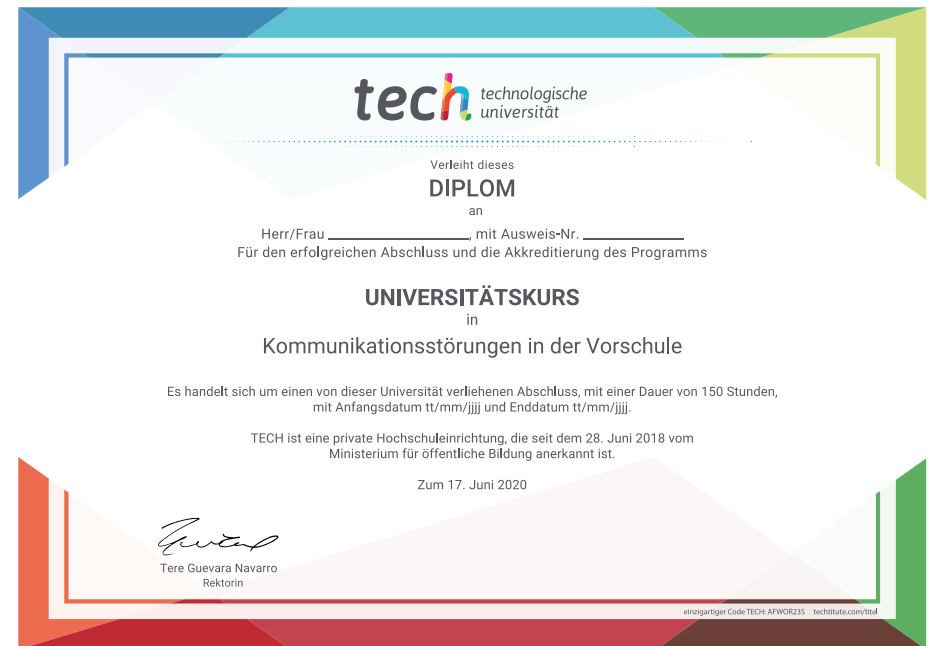 tech technologische
universität
Verleiht dieses
DIPLOM
an
Herr/Frau ____________, mit Ausweis-Nr. ____________
Für den erfolgreichen Abschluss und die Akkreditierung des Programms
UNIVERSITÄTSKURS
in
Kommunikationsstörungen in der Vorschule
Es handelt sich um einen von dieser Universität verliehenen Abschluss, mit einer Dauer von 150 Stunden,
mit Anfangsdatum tt/mm/jjjj und Enddatum tt/mm/jjjj.
TECH ist eine private Hochschuleinrichtung, die seit dem 28. Juni 2018 vom
Ministerium für öffentliche Bildung anerkannt ist.
Zum 17. Juni 2020
Tere Guevara Navarro
Rektorin
einzigartiger Code TECH: AFWOR235 techtitute.com/titel